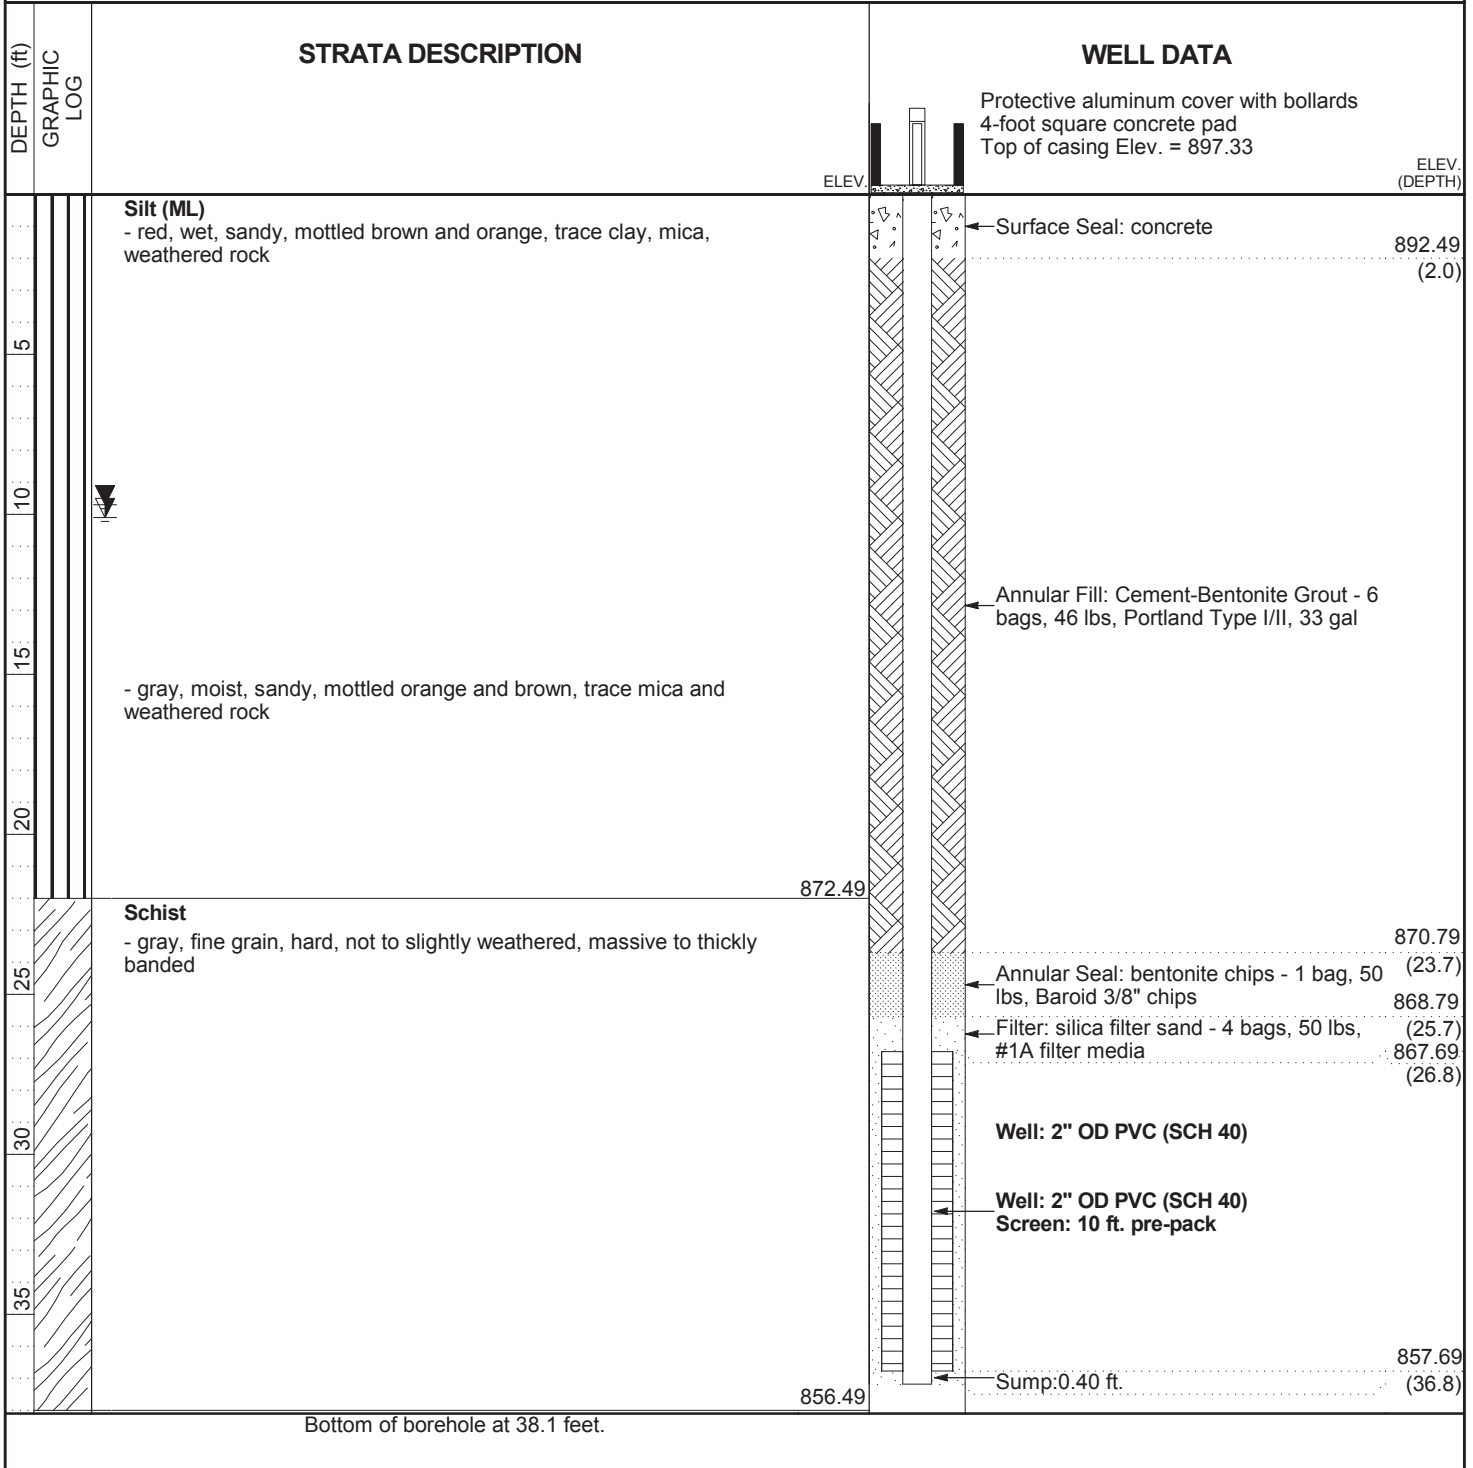 DEPTH (ft)
GRAPHIC
LOG
STRATA DESCRIPTION
ELEV.
WELL DATA
Protective aluminum cover with bollards
4-foot square concrete pad
Top of casing Elev. = 897.33
ELEV.
(DEPTH)
Silt (ML)
- red, wet, sandy, mottled brown and orange, trace clay, mica,
weathered rock
Surface Seal: concrete
892.49
(2.0)
5
10
Annular Fill: Cement-Bentonite Grout - 6
bags, 46 lbs, Portland Type I/II, 33 gal
15
- gray, moist, sandy, mottled orange and brown, trace mica and
weathered rock
20
872.49
Schist
- gray, fine grain, hard, not to slightly weathered, massive to thickly
banded
870.79
(23.7)
25
Annular Seal: bentonite chips - 1 bag, 50
lbs, Baroid 3/8" chips
868.79
(25.7)
Filter: silica filter sand - 4 bags, 50 lbs,
#1A filter media
867.69
(26.8)
30
Well: 2" OD PVC (SCH 40)
Well: 2" OD PVC (SCH 40)
Screen: 10 ft. pre-pack
35
857.69
(36.8)
Sump:0.40 ft.
856.49
Bottom of borehole at 38.1 feet.